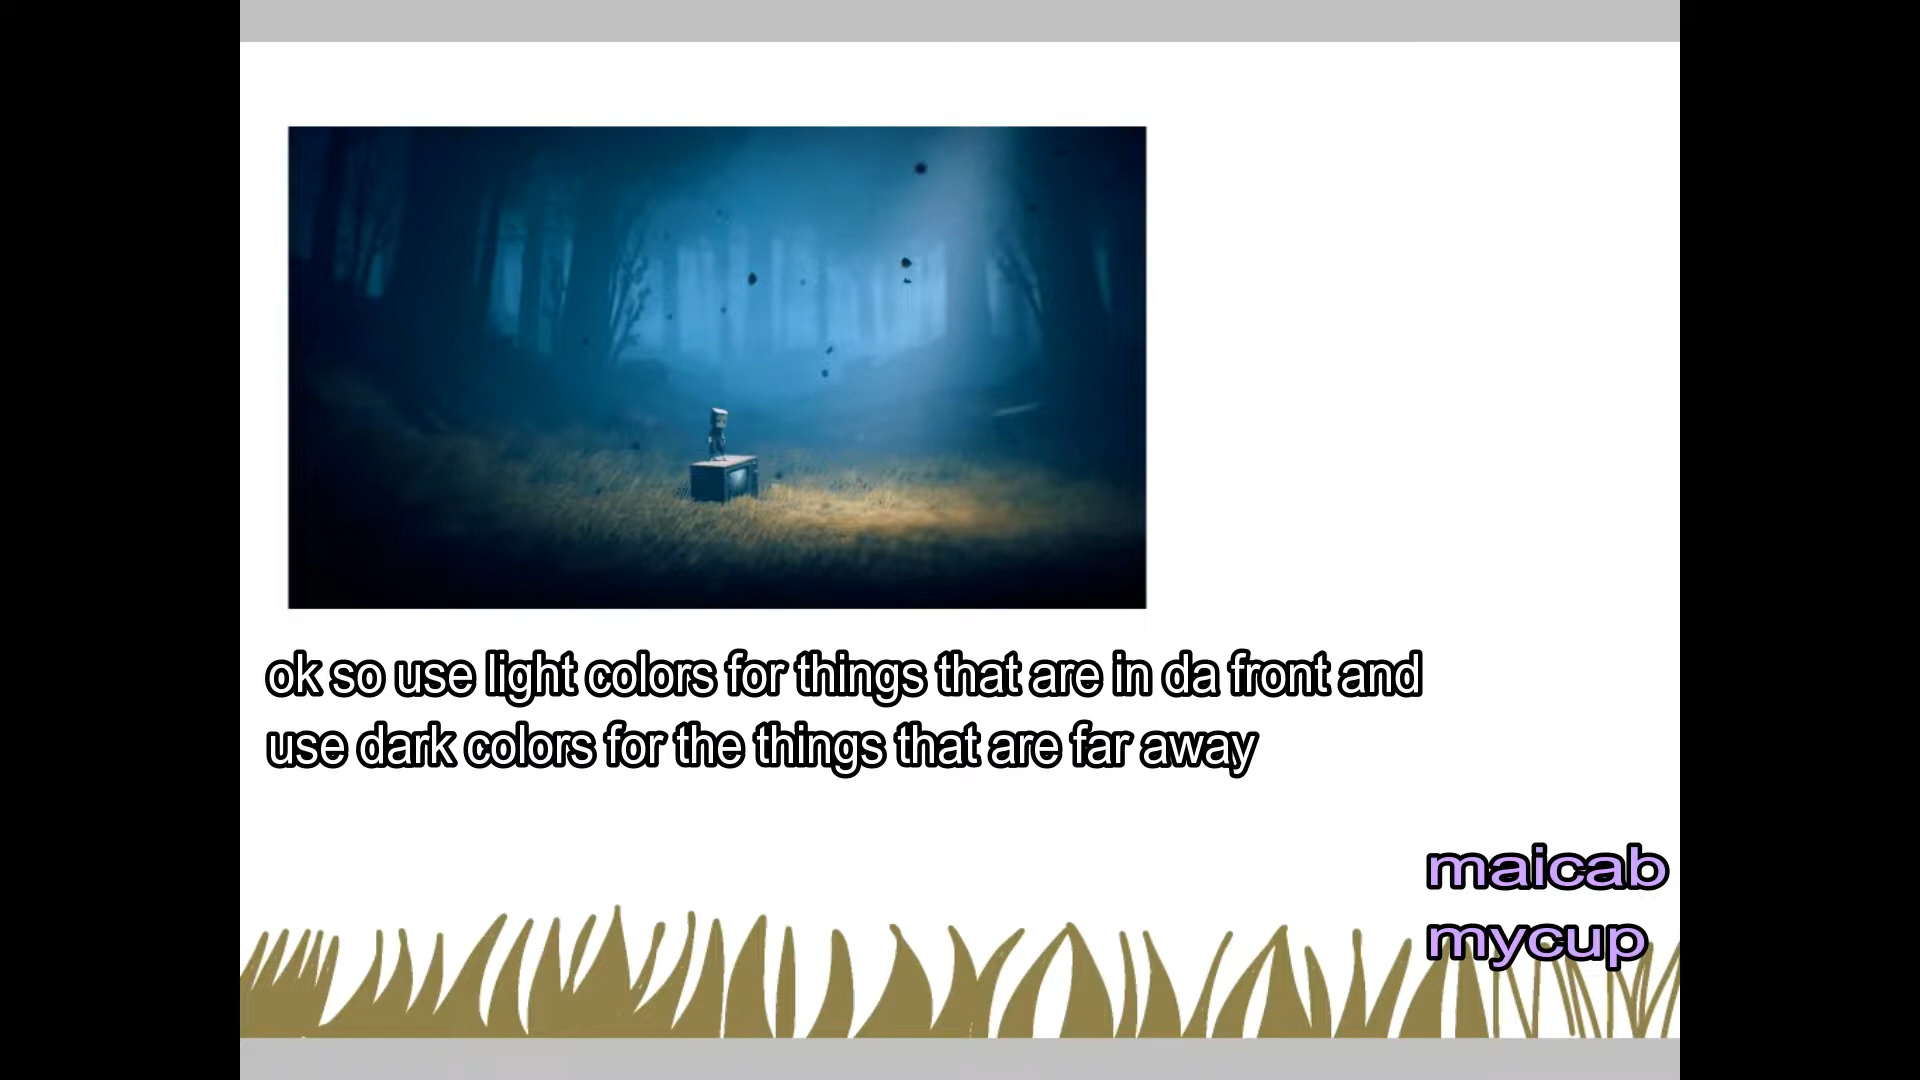 ok so use light colors for things that are in da front and
use dark colors for the things that are far away
maicab
mycup